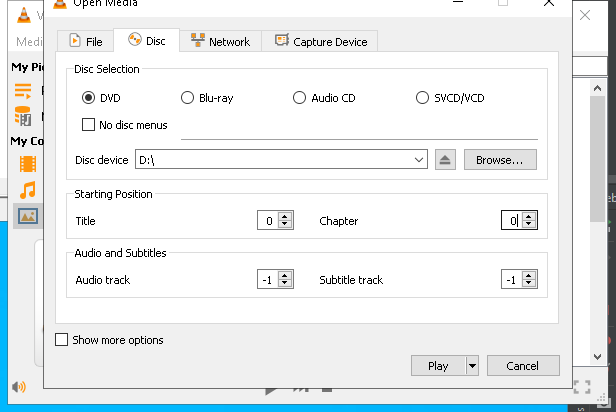 Open Media
Medi
File
Disc
Network
Capture Device
My Pi
My Co
Disc Selection
DVD
Blu-ray
Audio CD
SVCD/VCD
No disc menus
Disc device
D:\
Browse...
Starting Position
Title
0
Chapter
0
Audio and Subtitles
Audio track
-1
Subtitle track
-1
Show more options
Play
Cancel